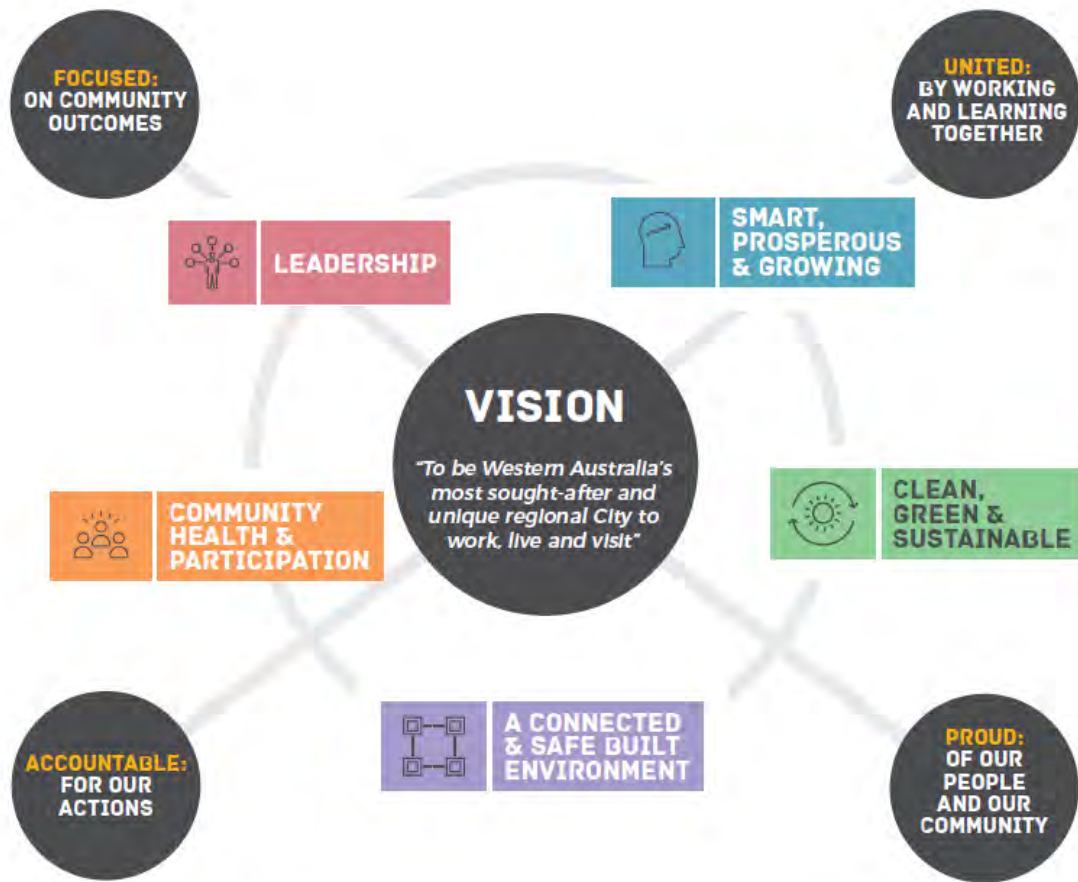 FOCUSED:
ON COMMUNITY
OUTCOMES
UNITED:
BY WORKING
AND LEARNING
TOGETHER
LEADERSHIP
SMART,
PROSPEROUS
& GROWING
VISION
"To be Western Australia's
most sought-after and
unique regional City to
work, live and visit"
COMMUNITY
HEALTH &
PARTICIPATION
CLEAN,
GREEN &
SUSTAINABLE
A CONNECTED
& SAFE BUILT
ENVIRONMENT
ACCOUNTABLE:
FOR OUR
ACTIONS
PROUD:
OF OUR
PEOPLE
AND OUR
COMMUNITY